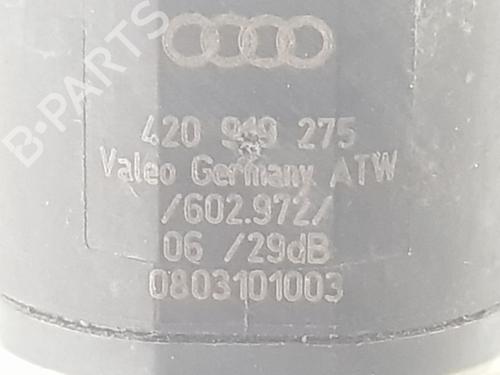 B-PARTS
420 919 275
Valeo Germany ATW
/602.972/
06 /29dB
0803101003